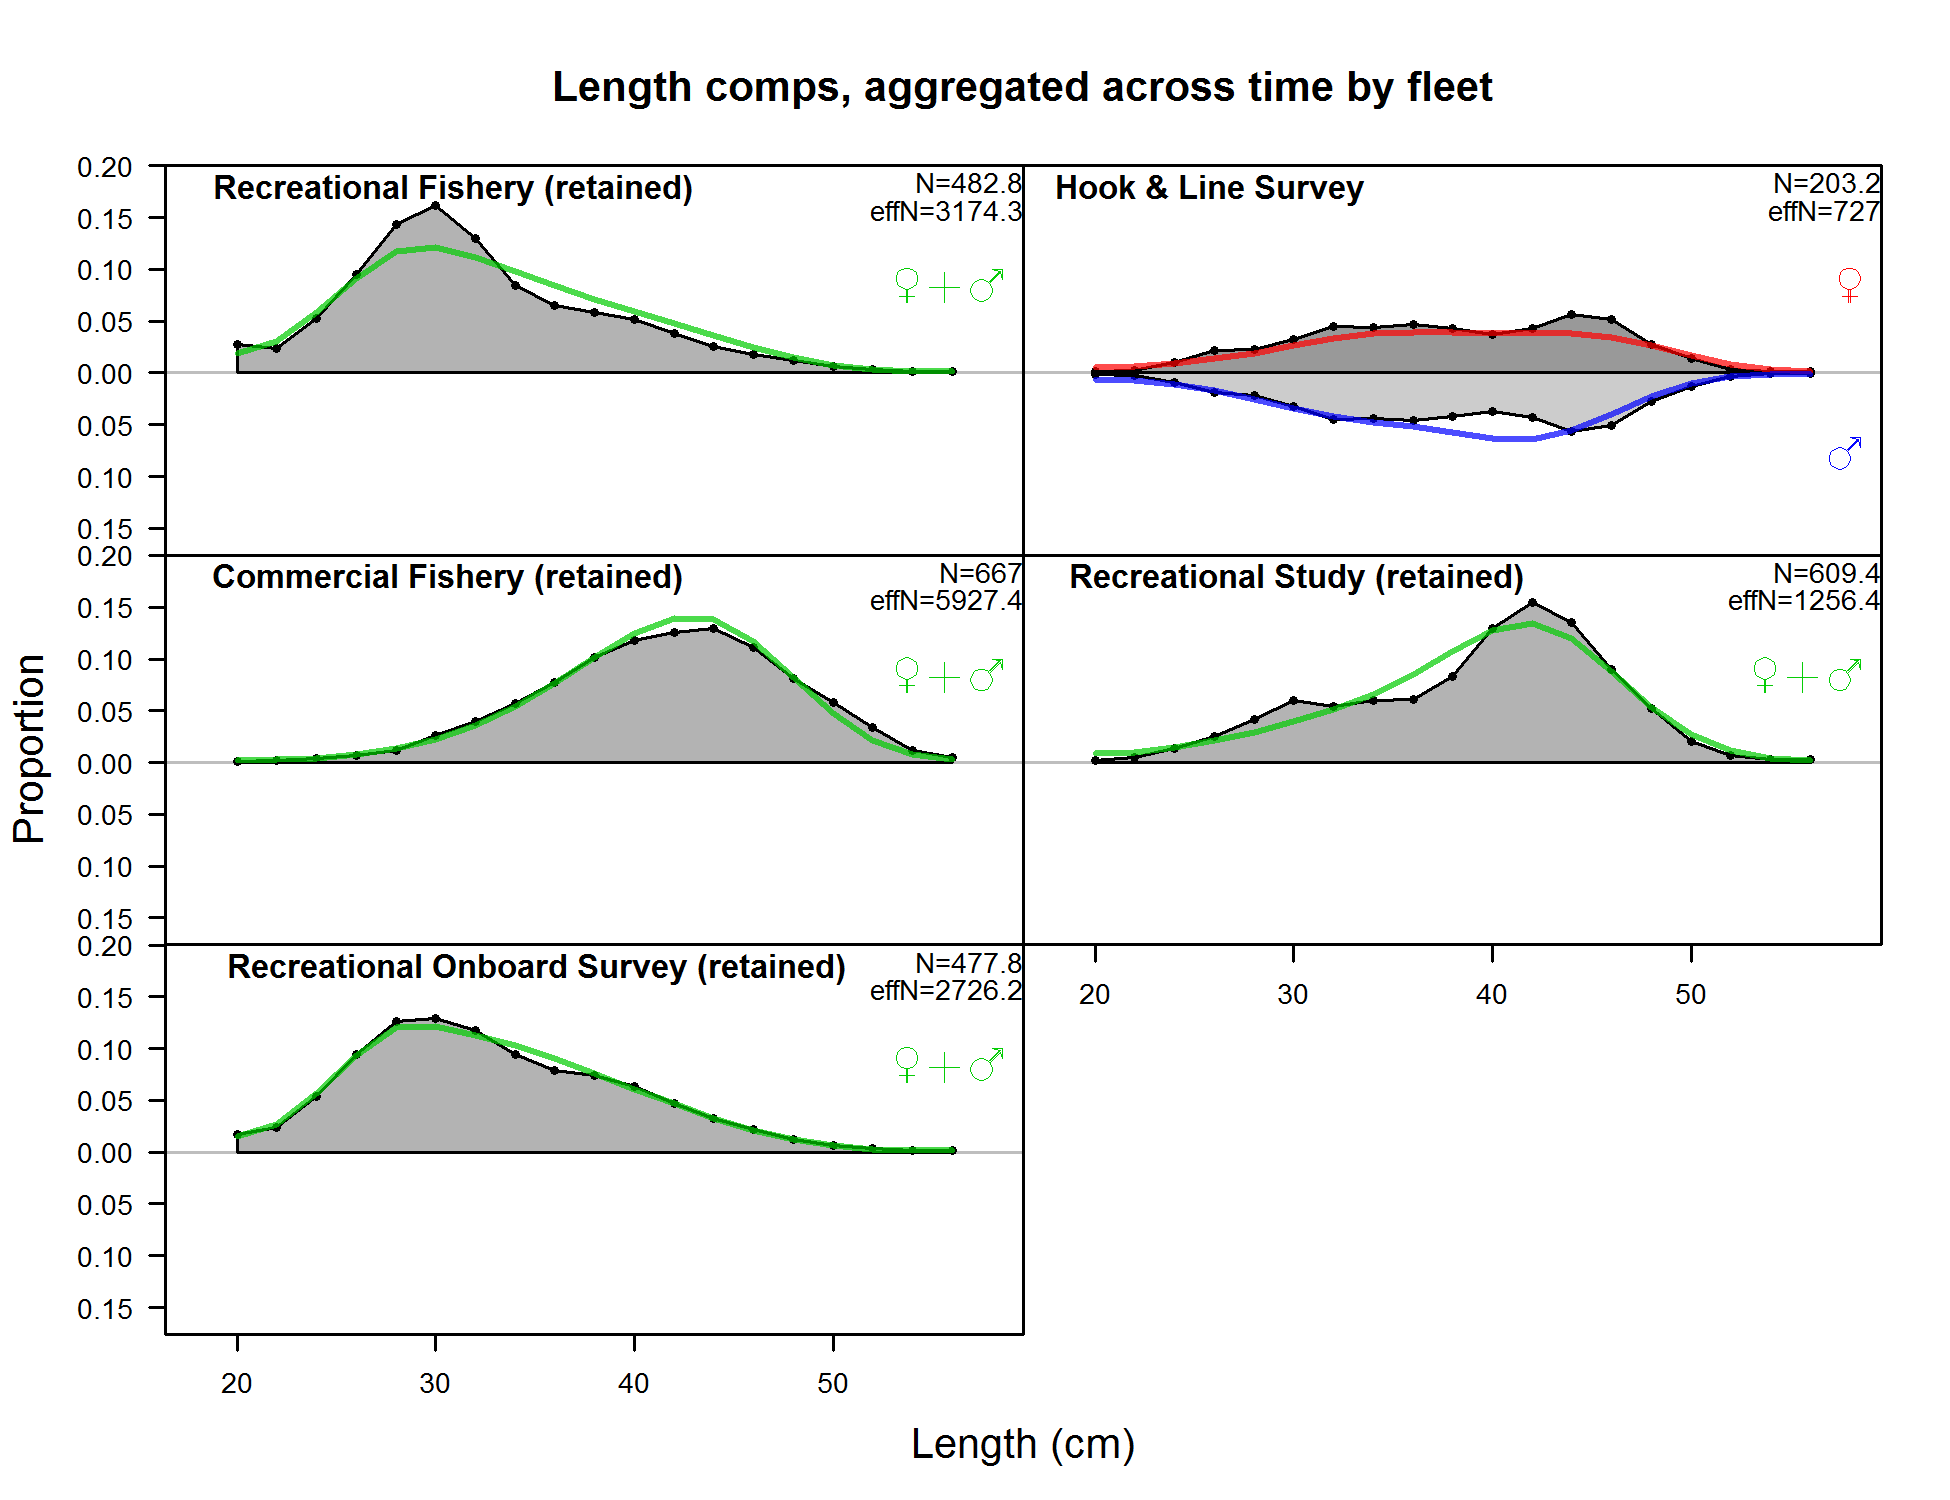 Length comps, aggregated across time by fleet
Proportion
0.20
0.15
0.10
0.05
0.00
0.05
0.10
0.15
Recreational Fishery (retained)
N=482.8
effN=3174.3
♀+♂
Hook & Line Survey
N=203.2
effN=727
♀
♂
0.20
0.15
0.10
0.05
0.00
0.05
0.10
0.15
Commercial Fishery (retained)
N=667
effN=5927.4
♀+♂
Recreational Study (retained)
N=609.4
effN=1256.4
♀+♂
20 30 40 50
0.20
0.15
0.10
0.05
0.00
0.05
0.10
0.15
Recreational Onboard Survey (retained)
N=477.8
effN=2726.2
♀+♂
20 30 40 50
Length (cm)